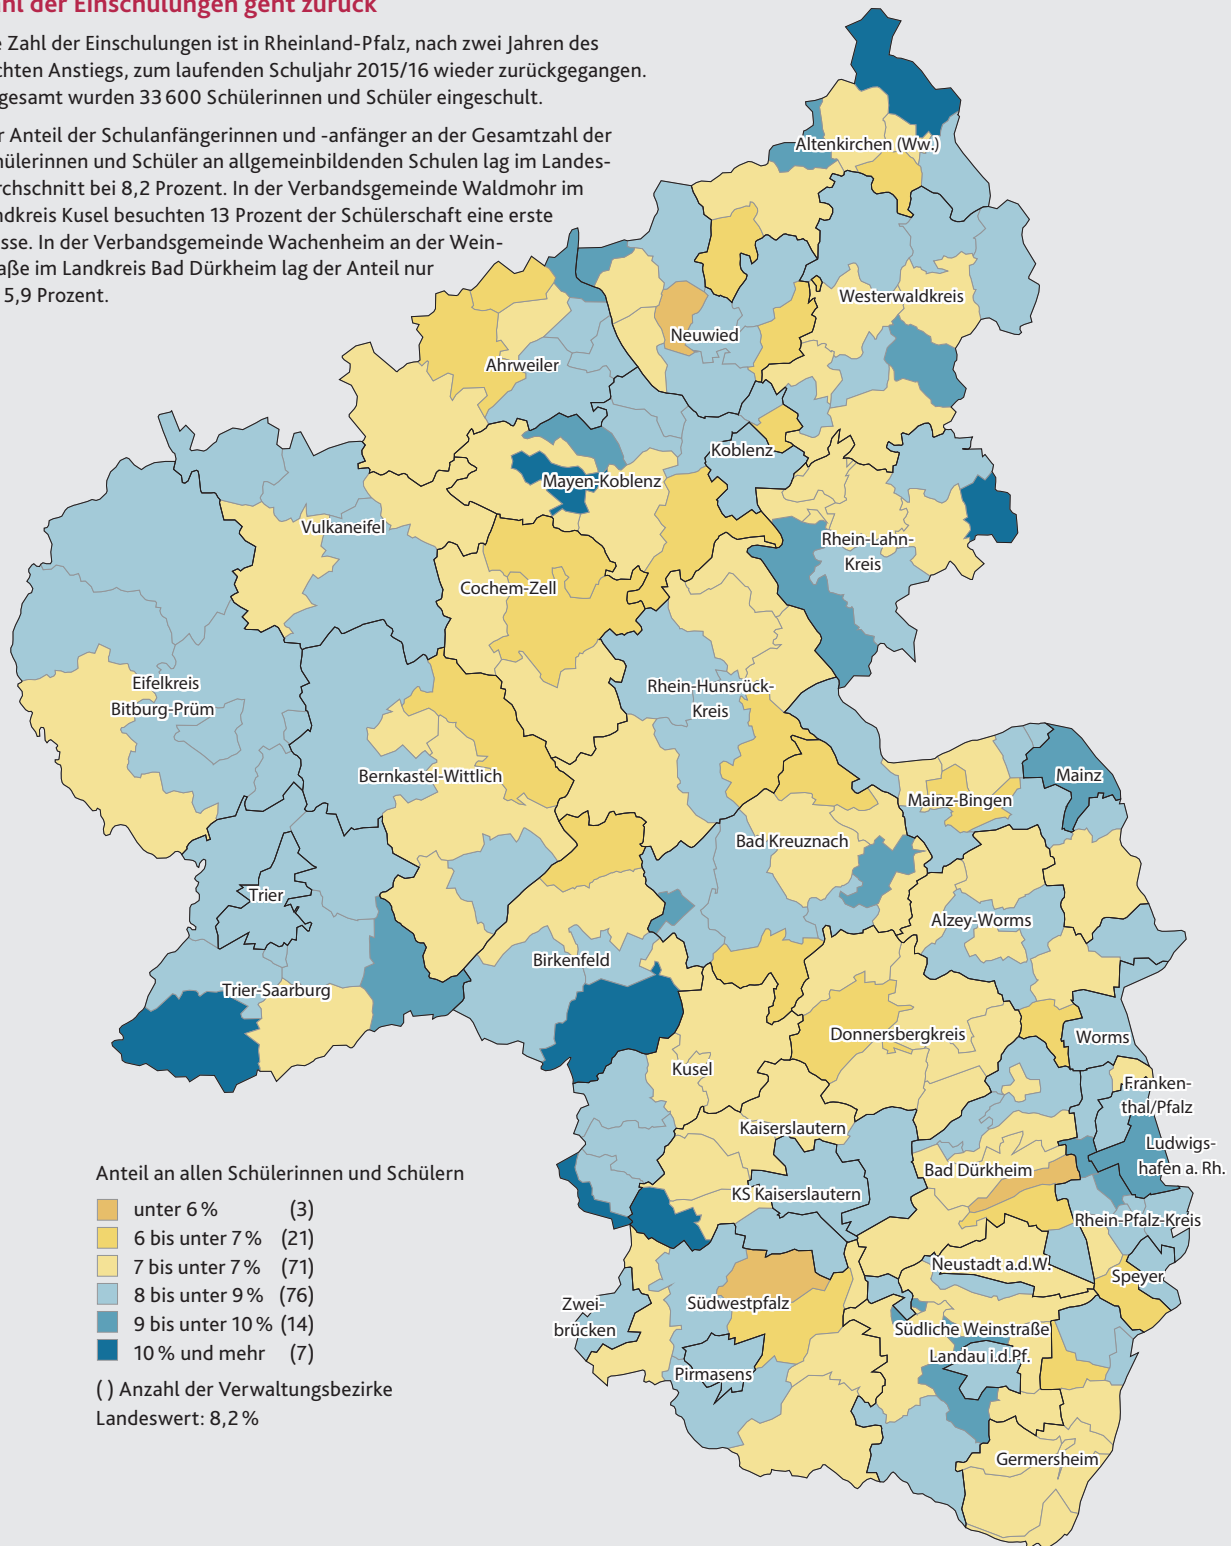 hl der Einschulungen geht zurück
e Zahl der Einschulungen ist in Rheinland-Pfalz, nach zwei Jahren des
chten Anstiegs, zum laufenden Schuljahr 2015/16 wieder zurückgegangen.
gesamt wurden 33 600 Schülerinnen und Schüler eingeschult.
r Anteil der Schulanfängerinnen und -anfänger an der Gesamtzahl der
hülerinnen und Schüler an allgemeinbildenden Schulen lag im Landes-
rchschnitt bei 8,2 Prozent. In der Verbandsgemeinde Waldmohr im
ndkreis Kusel besuchten 13 Prozent der Schülerschaft eine erste
sse. In der Verbandsgemeinde Wachenheim an der Wein-
aße im Landkreis Bad Dürkheim lag der Anteil nur
5,9 Prozent.
Altenkirchen (Ww.)
Westerwaldkreis
Neuwied
Ahrweiler
Koblenz
Mayen-Koblenz
Vulkaneifel
Rhein-Lahn-
Kreis
Cochem-Zell
Eifelkreis
Bitburg-Prüm
Rhein-Hunsrück-
Kreis
Bernkastel-Wittlich
Mainz
Mainz-Bingen
Bad Kreuznach
Trier
Alzey-Worms
Birkenfeld
Trier-Saarburg
Donnersbergkreis
Worms
Kusel
Franken-
thal/Pfalz
Kaiserslautern
Ludwigs-
hafen a. Rh.
Bad Dürkheim
KS Kaiserslautern
Rhein-Pfalz-Kreis
Neustadt a.d.W.
Speyer
Zwei-
brücken
Südwestpfalz
Südliche Weinstraße
Landau i.d.Pf.
Pirmasens
Germersheim
Anteil an allen Schülerinnen und Schülern
unter 6 % (3)
6 bis unter 7 % (21)
7 bis unter 7 % (71)
8 bis unter 9 % (76)
9 bis unter 10 % (14)
10 % und mehr (7)
( ) Anzahl der Verwaltungsbezirke
Landeswert: 8,2 %